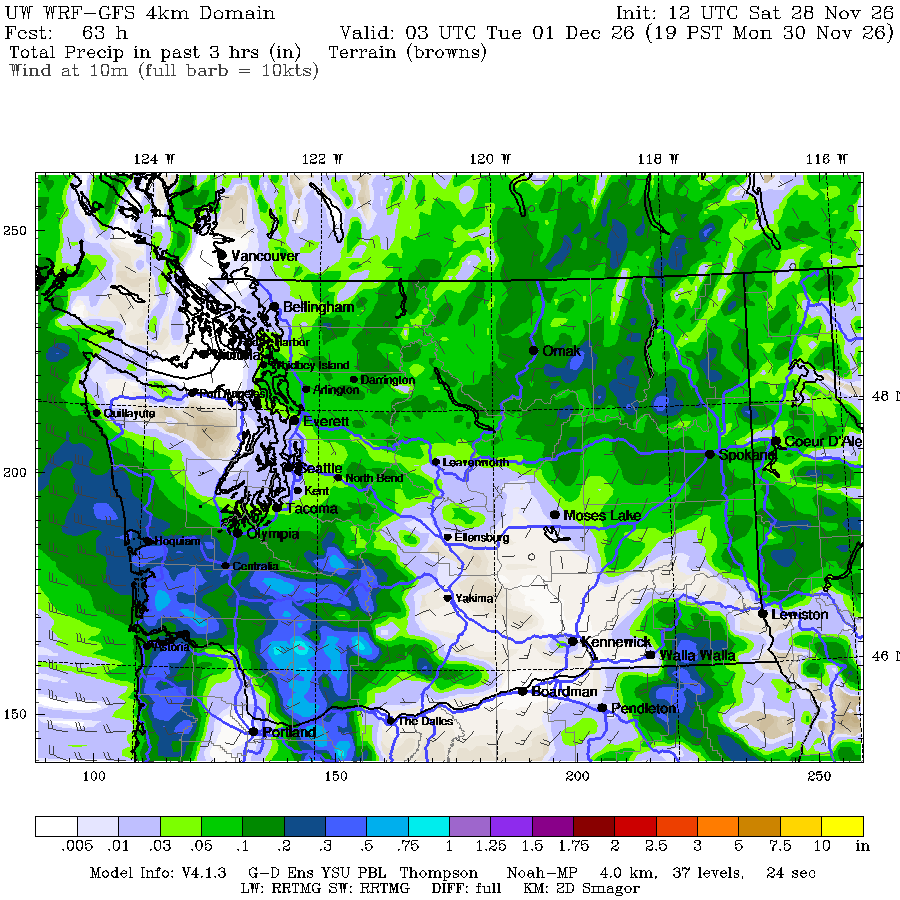 UW WRF-GFS 4km Domain Init: 12 UTC Sat 28 Nov 26
Fcst: 63 h Valid: 03 UTC Tue 01 Dec 26 (19 PST Mon 30 Nov 26)
Total Precip in past 3 hrs (in) Terrain (browns)
Wind at 10m (full barb = 10kts)
124 W 122 W 120 W 118 W 116 W
250
Vancouver
Bellingham
Harbor
Omak
Whidbey Island
Darrington
Arlington
Port Angeles
48 N
Quillayute
Everett
Coeur D'Ale
Spokane
Leavenworth
200
Seattle
North Bend
Kent
Tacoma
Moses Lake
Olympia
Ellensburg
Hoquiam
Centralia
Yakima
Lewiston
Kennewick
Astoria
Walla Walla
46 N
Boardman
Pendleton
150
The Dalles
Portland
100 150 200 250
.005 .01 .03 .05 .1 .2 .3 .5 .75 1 1.25 1.5 1.75 2 2.5 3 5 7.5 10 in
Model Info: V4.1.3 G-D Ens YSU PBL Thompson Noah-MP 4.0 km, 37 levels, 24 sec
LW: RRTMG SW: RRTMG DIFF: full KM: 2D Smagor